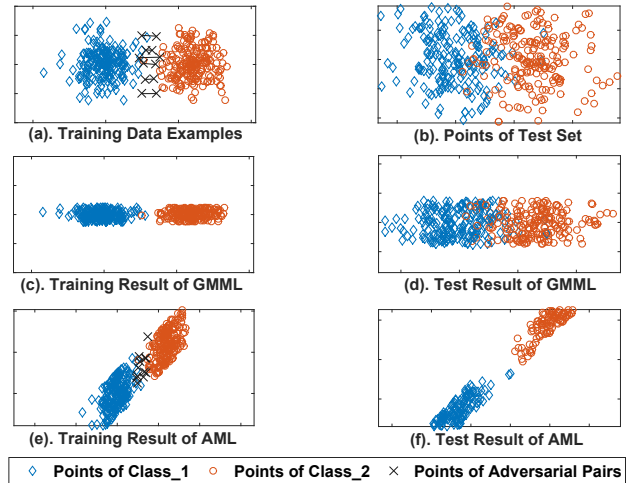 (a). Training Data Examples
(b). Points of Test Set
(c). Training Result of GMML
(d). Test Result of GMML
(e). Training Result of AML
(f). Test Result of AML
Points of Class_1 Points of Class_2 Points of Adversarial Pairs